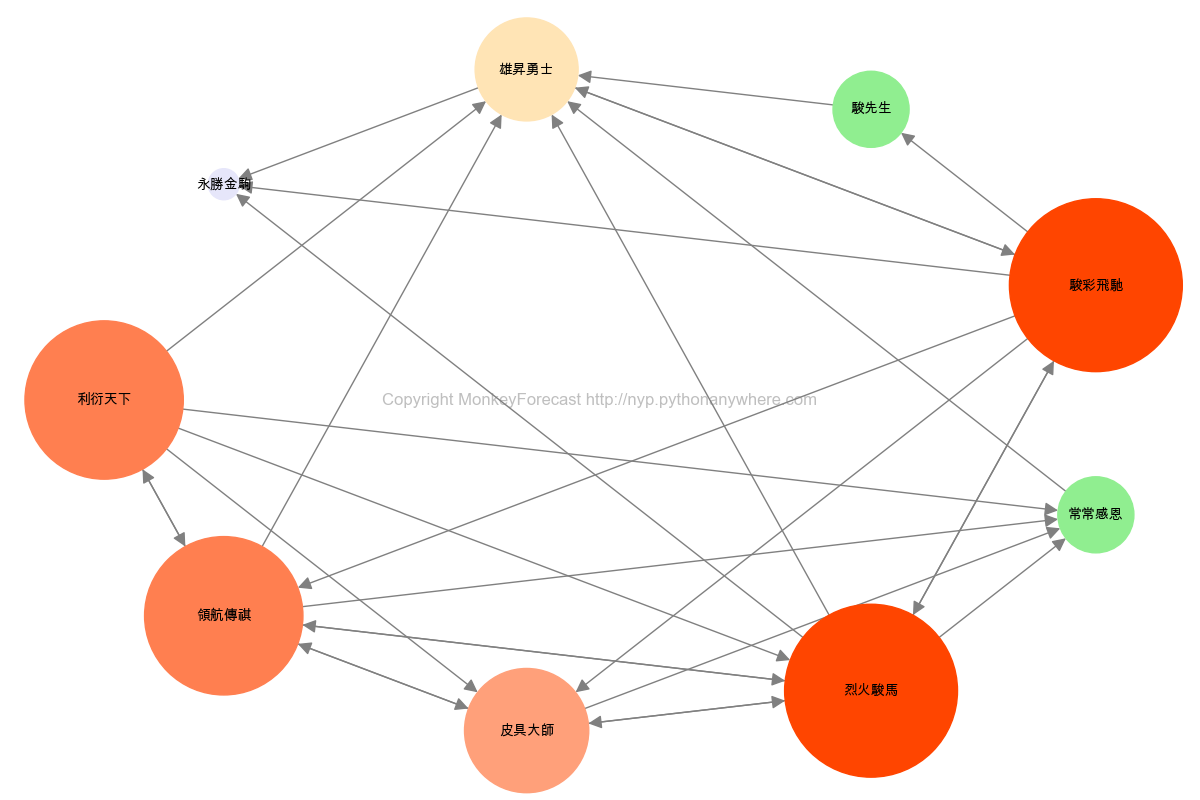 雄昇勇士
駿先生
永勝金駒
駿彩飛馳
利衍天下
Copyright MonkeyForecast http://nyp.pythonanywhere.com
常常感恩
領航傳祺
烈火駿馬
皮具大師